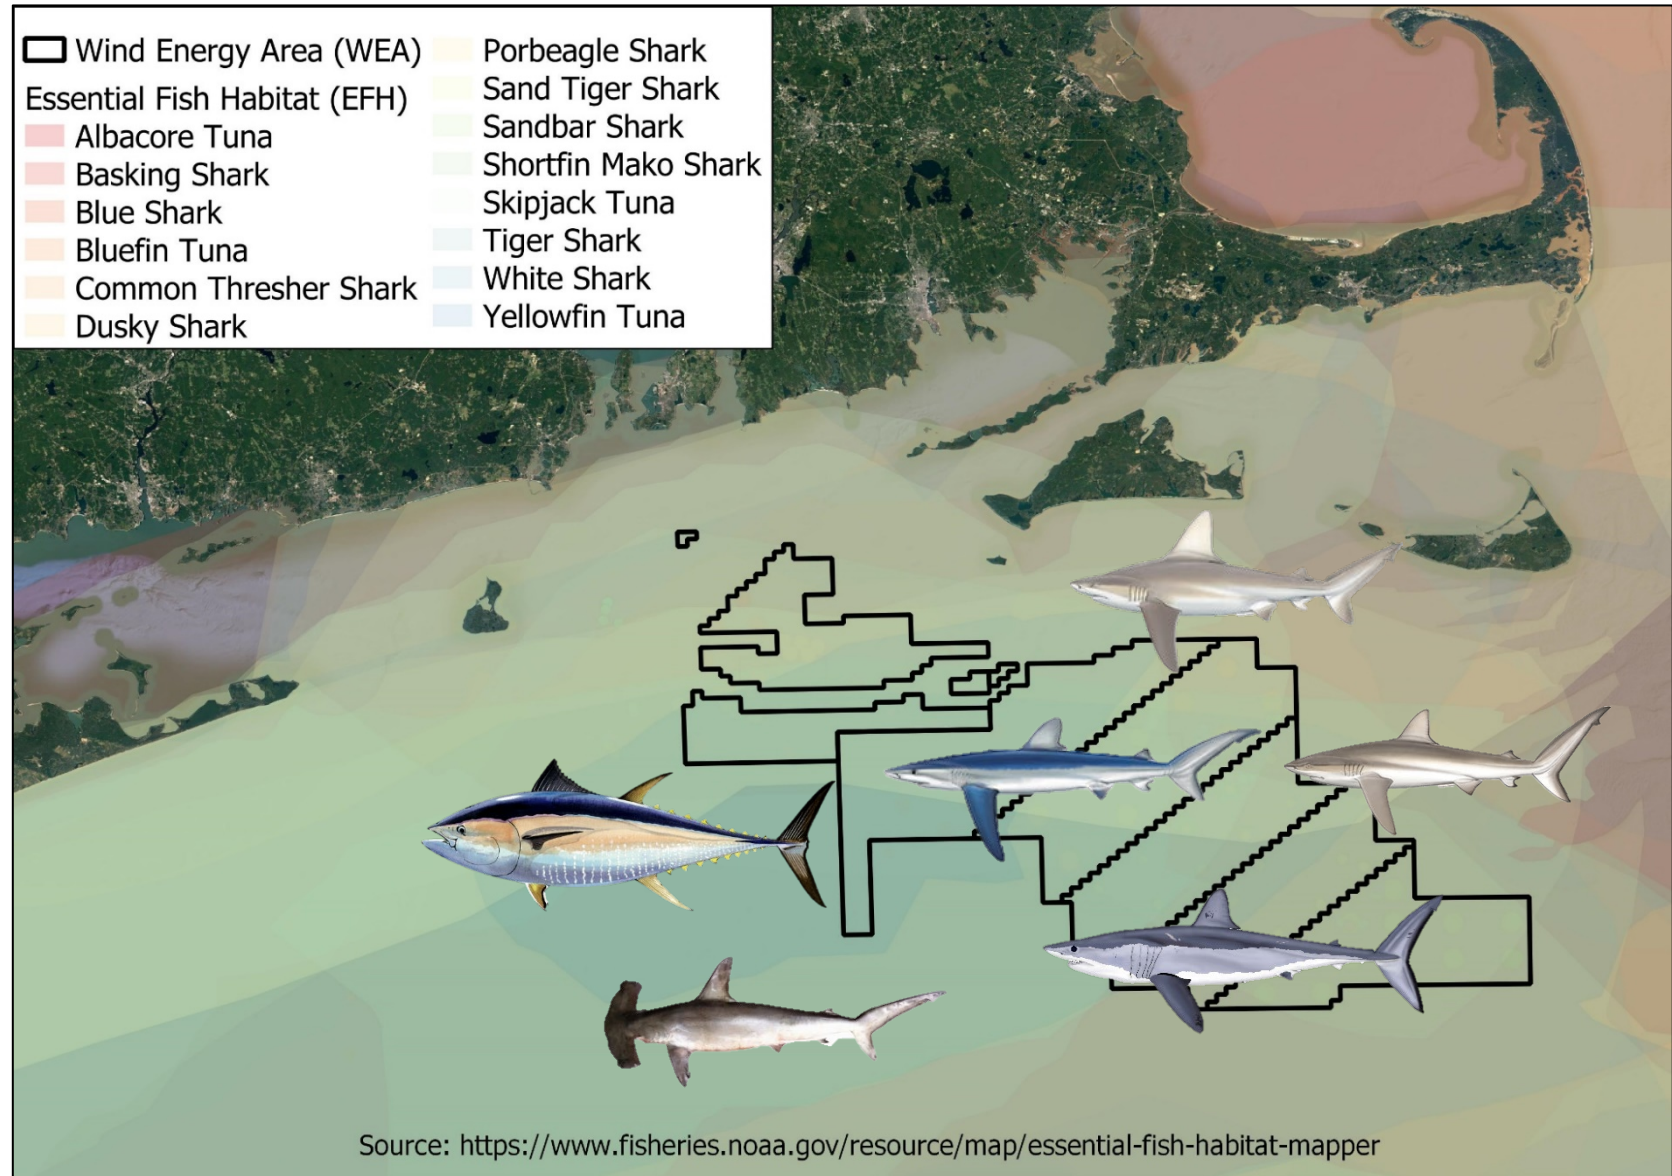 Wind Energy Area (WEA)
Essential Fish Habitat (EFH)
Albacore Tuna
Basking Shark
Blue Shark
Bluefin Tuna
Common Thresher Shark
Dusky Shark
Porbeagle Shark
Sand Tiger Shark
Sandbar Shark
Shortfin Mako Shark
Skipjack Tuna
Tiger Shark
White Shark
Yellowfin Tuna
Source: https://www.fisheries.noaa.gov/resource/map/essential-fish-habitat-mapper